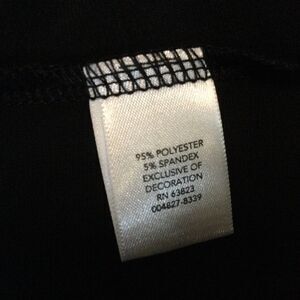 95% POLYESTER
5% SPANDEX
EXCLUSIVE OF
DECORATION
RN 63823
004827-8339